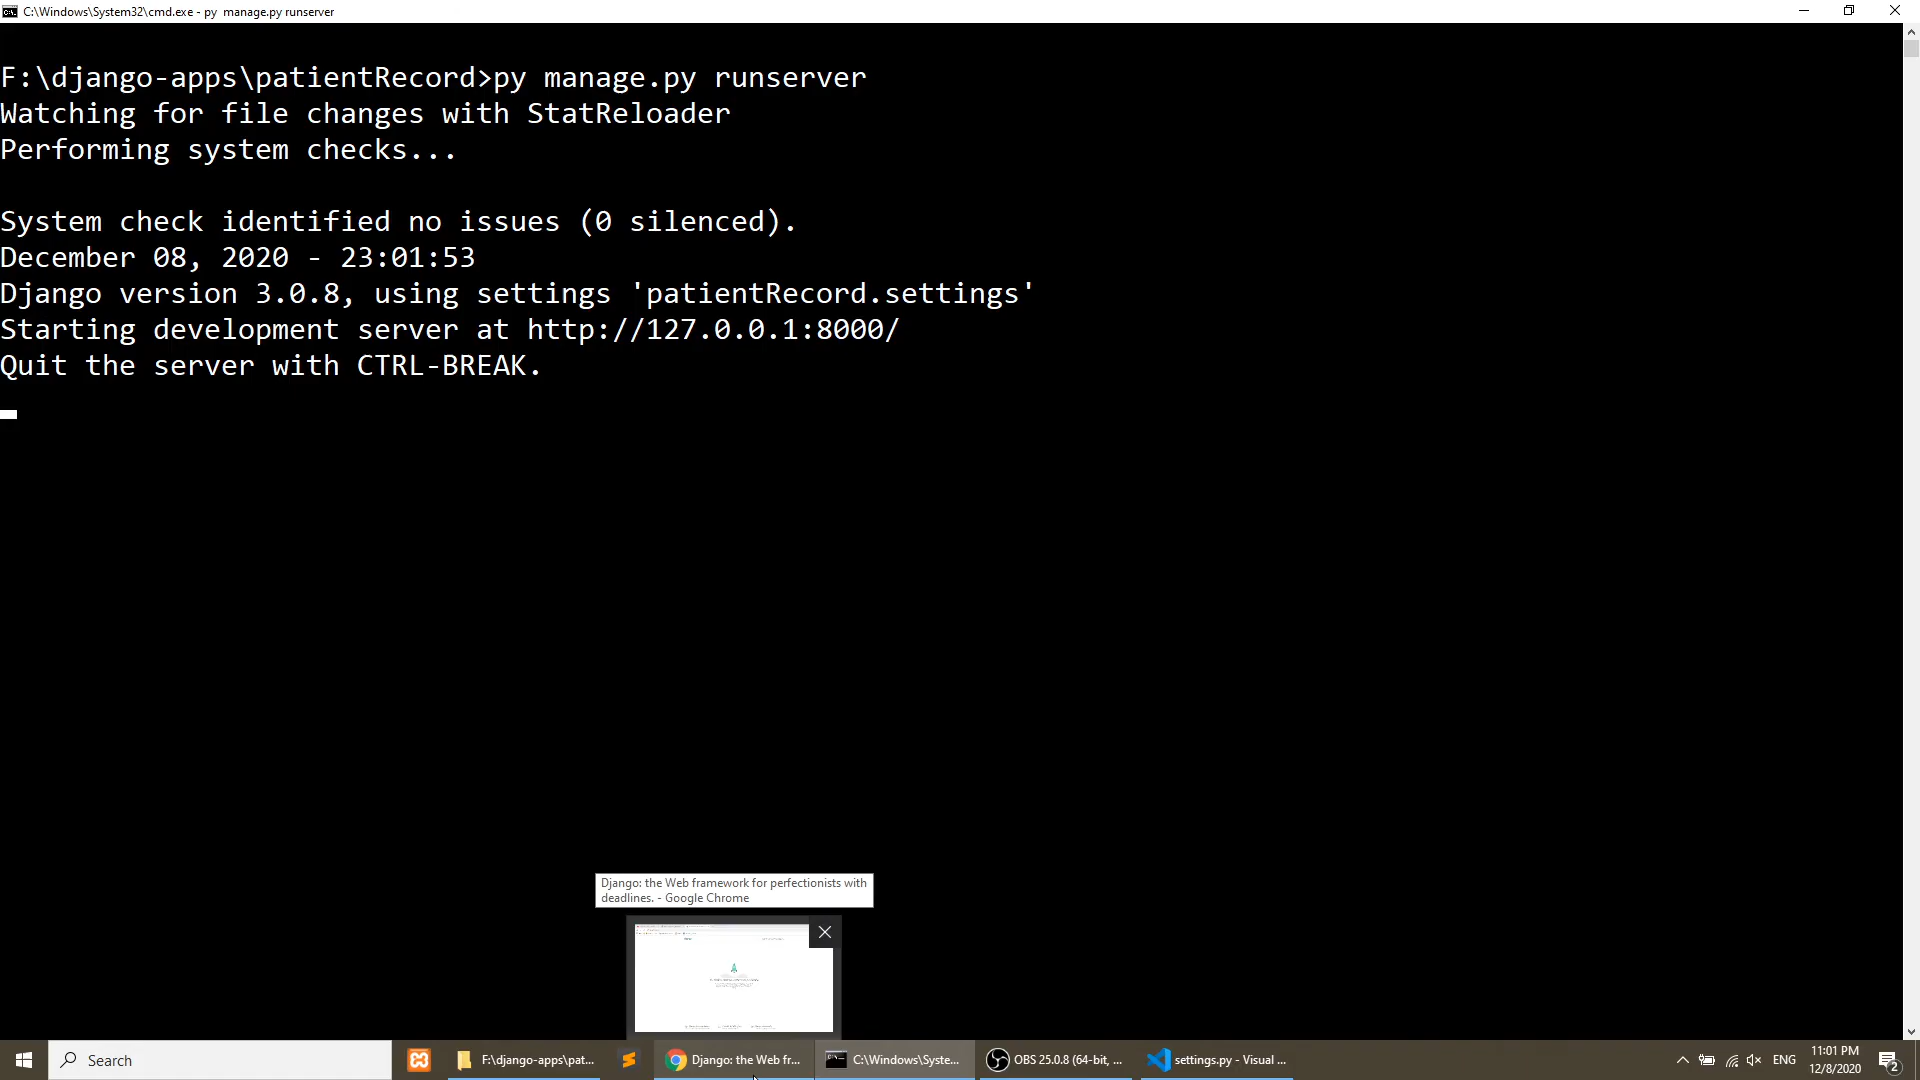 C:\Windows\System32\cmd.exe - py  manage.py runserver
F:\django-apps\patientRecord>py manage.py runserver
Watching for file changes with StatReloader
Performing system checks...
System check identified no issues (0 silenced).
December 08, 2020 - 23:01:53
Django version 3.0.8, using settings 'patientRecord.settings'
Starting development server at http://127.0.0.1:8000/
Quit the server with CTRL-BREAK.
Django: the Web framework for perfectionists with
deadlines. - Google Chrome
Search
F:\django-apps\pat...
Django: the Web fr...
C:\Windows\Syste...
OBS 25.0.8 (64-bit, ...
settings.py - Visual ...
ENG
11:01 PM
12/8/2020
2